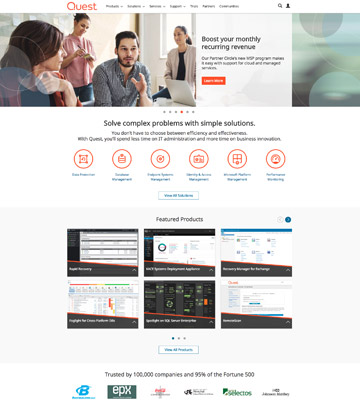 Quest
Products Solutions Services Support Trials Partners Communities
Boost your monthly
recurring revenue
Our Partner Circle's new MSP program makes
it easy with support for cloud and managed
services.
Learn More
Solve complex problems with simple solutions.
You don't have to choose between efficiency and effectiveness.
With Quest, you'll spend less time on IT administration and more time on business innovation.
Data Protection Database Management Endpoint Systems Management Identity & Access Management Microsoft Platform Management Performance Monitoring
View All Solutions
Featured Products
Rapid Recovery KACE Systems Deployment Appliance Recovery Manager for Exchange
Foglight for Cross-Platform Spotlight on SQL Server Enterprise
View All Products
Trusted by 100,000 companies and 95% of the Fortune 500
epx selectos